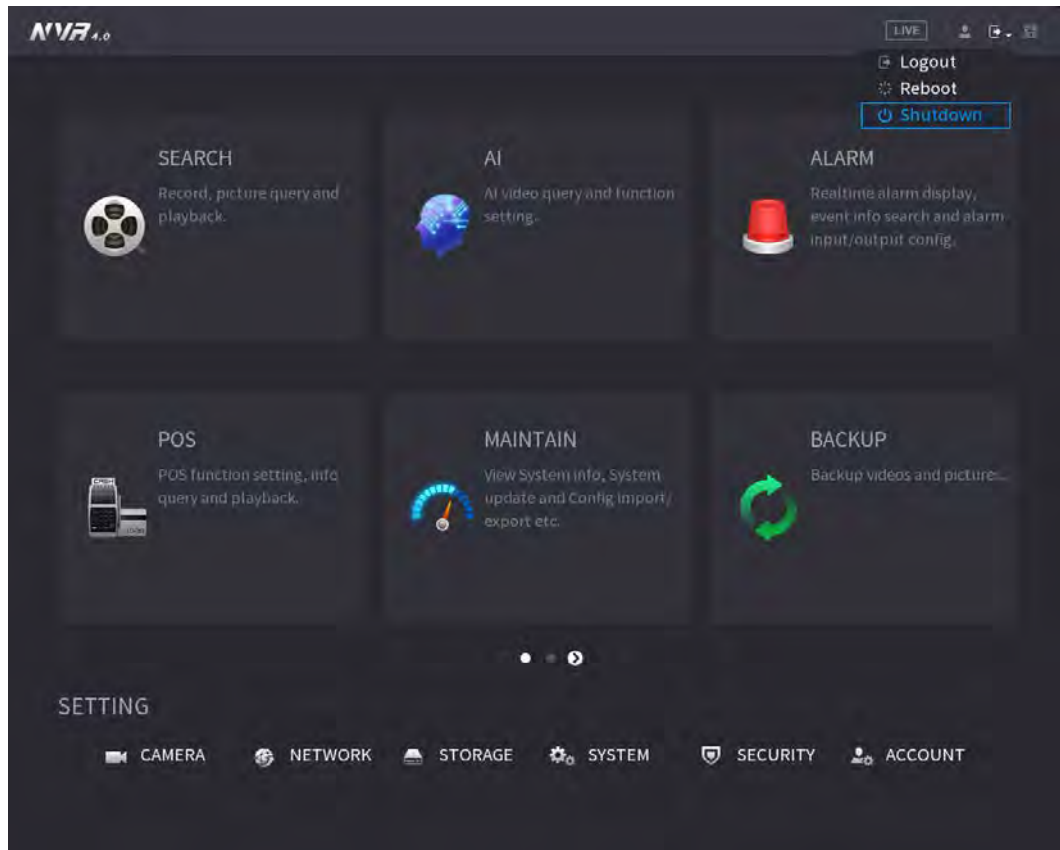 NVR 4.0
LIVE
Logout
Reboot
Shutdown
SEARCH
Record, picture query and
playback.
AI
AI video query and function
setting.
ALARM
Realtime alarm display,
event info search and alarm
input/output config.
POS
POS function setting, info
query and playback.
MAINTAIN
View System info, System
update and Config import/
export etc.
BACKUP
Backup videos and picture...
SETTING
CAMERA
NETWORK
STORAGE
SYSTEM
SECURITY
ACCOUNT